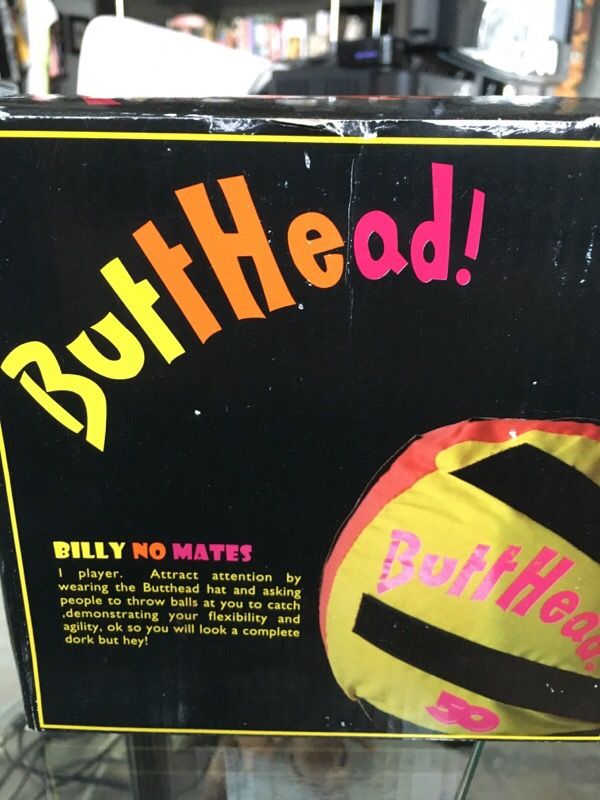 ButtHead!
BILLY NO MATES
1 player. Attract attention by
wearing the Butthead hat and asking
people to throw balls at you to catch
,demonstrating your flexibility and
agility, ok so you will look a complete
dork but hey!
ButtHead!
50